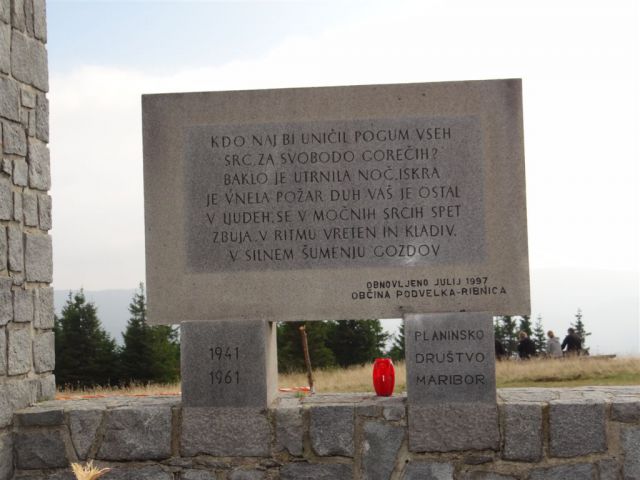 KDO NAJ BI UNIČIL POGUM VSEH
SRC, ZA SVOBODO GOREČIH?
BAKLO JE UTRNILA NOČ, ISKRA
JE VNELA POŽAR DUH VAŠ JE OSTAL
V LJUDEH, SE V MOČNIH SRCIH SPET
ZBUJA, V RITMU VRETEN IN KLADIV,
V SILNEM ŠUMENJU GOZDOV
OBNOVLJENO JULIJ 1997
OBČINA PODVELKA-RIBNICA
1941
1961
PLANINSKO
DRUŠTVO
MARIBOR